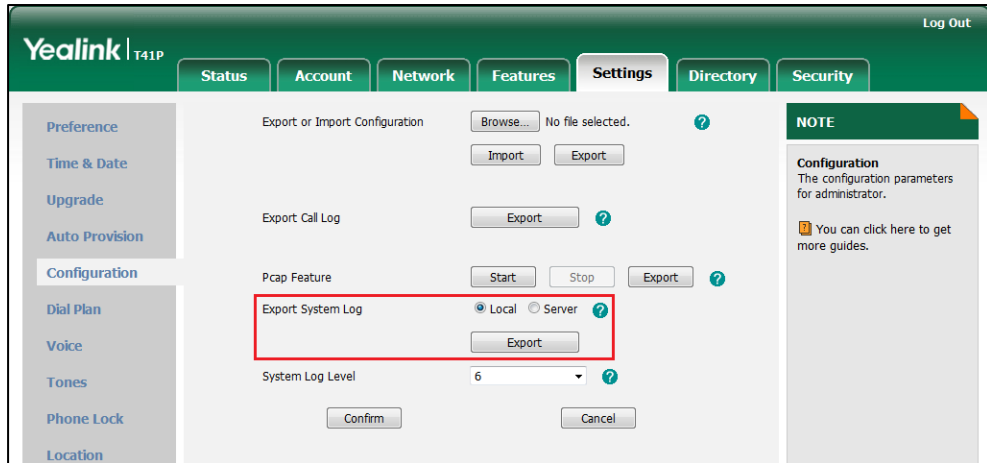 Log Out
Yealink T41P
Status Account Network Features Settings Directory Security
Preference
Time & Date
Upgrade
Auto Provision
Configuration
Dial Plan
Voice
Tones
Phone Lock
Location
Export or Import Configuration Browse... No file selected. ?
Import Export
Export Call Log Export ?
Pcap Feature Start Stop Export ?
Export System Log Local Server ?
Export
System Log Level 6 ?
Confirm Cancel
NOTE
Configuration
The configuration parameters
for administrator.
? You can click here to get
more guides.